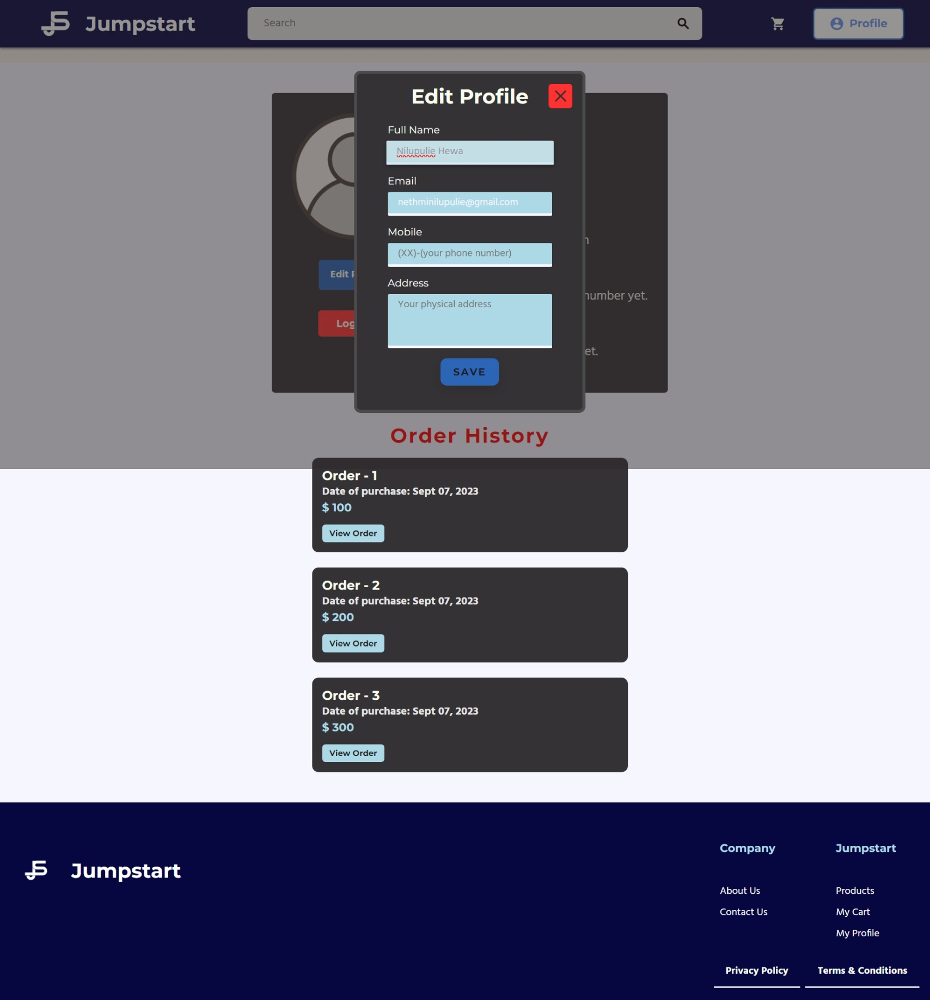 Jumpstart
Search
Profile
Edit Profile
Full Name
Nilupulie Hewa
Email
nethminilupulie@gmail.com
Mobile
(XX)-(your phone number)
Address
Your physical address
SAVE
Edit
number yet.
Order History
Order - 1
Date of purchase: Sept 07, 2023
$ 100
View Order
Order - 2
Date of purchase: Sept 07, 2023
$ 200
View Order
Order - 3
Date of purchase: Sept 07, 2023
$ 300
View Order
Jumpstart
Company
About Us
Contact Us
Jumpstart
Products
My Cart
My Profile
Privacy Policy
Terms & Conditions